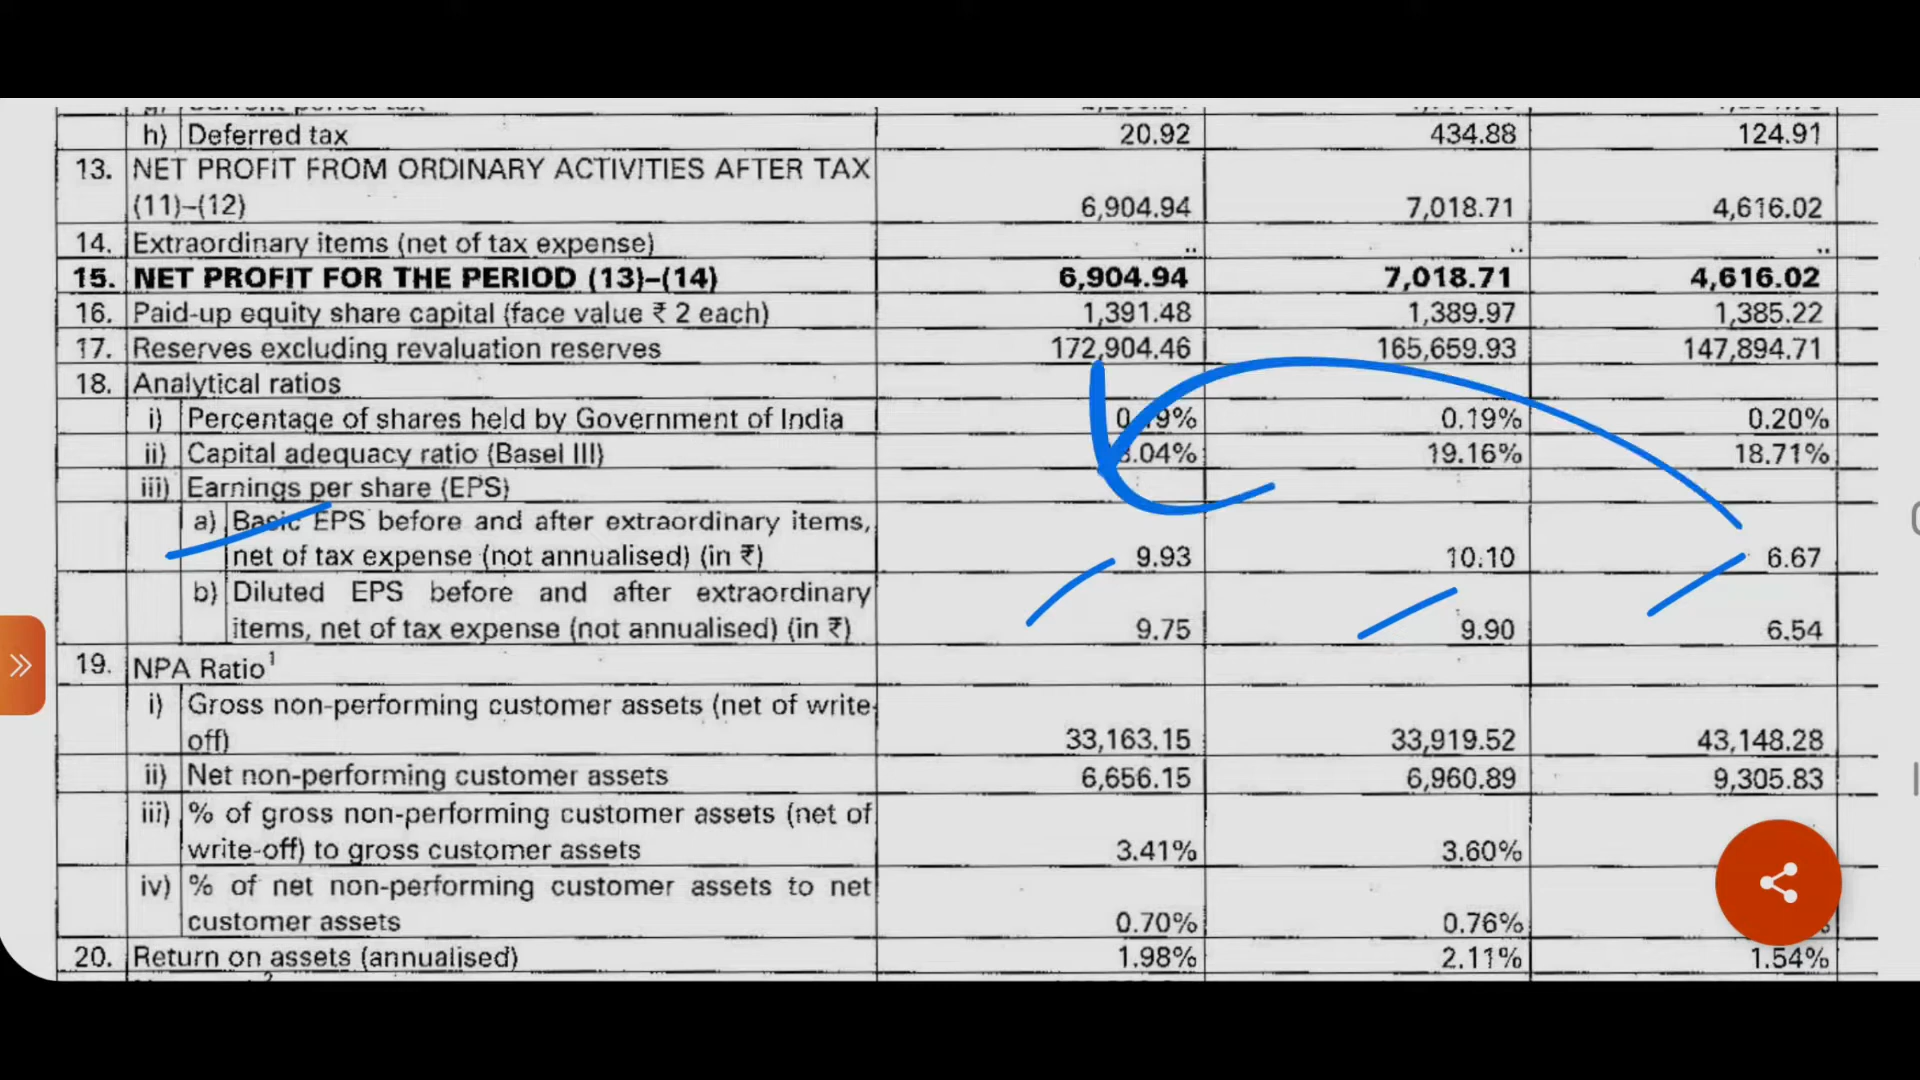 h) Deferred tax 20.92 434.88 124.91
13. NET PROFIT FROM ORDINARY ACTIVITIES AFTER TAX
(11)–(12) 6,904.94 7,018.71 4,616.02
14. Extraordinary items (net of tax expense) .. .. ..
15. NET PROFIT FOR THE PERIOD (13)–(14) 6,904.94 7,018.71 4,616.02
16. Paid-up equity share capital (face value ₹ 2 each) 1,391.48 1,389.97 1,385.22
17. Reserves excluding revaluation reserves 172,904.46 165,659.93 147,894.71
18. Analytical ratios
i) Percentage of shares held by Government of India 0.19% 0.19% 0.20%
ii) Capital adequacy ratio (Basel III) .04% 19.16% 18.71%
iii) Earnings per share (EPS)
a) Basic EPS before and after extraordinary items,
net of tax expense (not annualised) (in ₹) 9.93 10.10 6.67
b) Diluted EPS before and after extraordinary
items, net of tax expense (not annualised) (in ₹) 9.75 9.90 6.54
19. NPA Ratio¹
i) Gross non-performing customer assets (net of write-
off) 33,163.15 33,919.52 43,148.28
ii) Net non-performing customer assets 6,656.15 6,960.89 9,305.83
iii) % of gross non-performing customer assets (net of
write-off) to gross customer assets 3.41% 3.60%
iv) % of net non-performing customer assets to net
customer assets 0.70% 0.76%
20. Return on assets (annualised) 1.98% 2.11% 1.54%